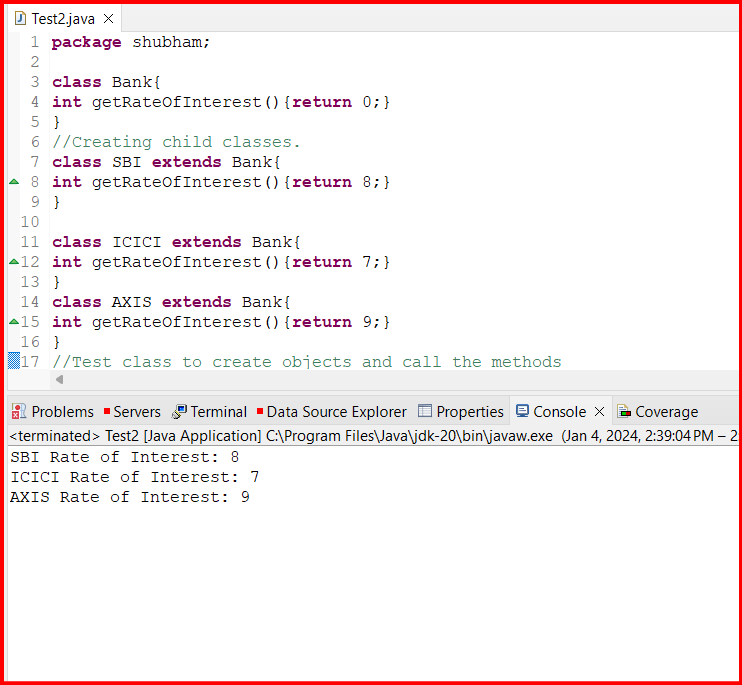 Test2.java
1 package shubham;
2
3 class Bank{
4 int getRateOfInterest(){return 0;}
5 }
6 //Creating child classes.
7 class SBI extends Bank{
8 int getRateOfInterest(){return 8;}
9 }
10
11 class ICICI extends Bank{
12 int getRateOfInterest(){return 7;}
13 }
14 class AXIS extends Bank{
15 int getRateOfInterest(){return 9;}
16 }
17 //Test class to create objects and call the methods
Problems Servers Terminal Data Source Explorer Properties Console Coverage
<terminated> Test2 [Java Application] C:\Program Files\Java\jdk-20\bin\javaw.exe (Jan 4, 2024, 2:39:04 PM – 2
SBI Rate of Interest: 8
ICICI Rate of Interest: 7
AXIS Rate of Interest: 9